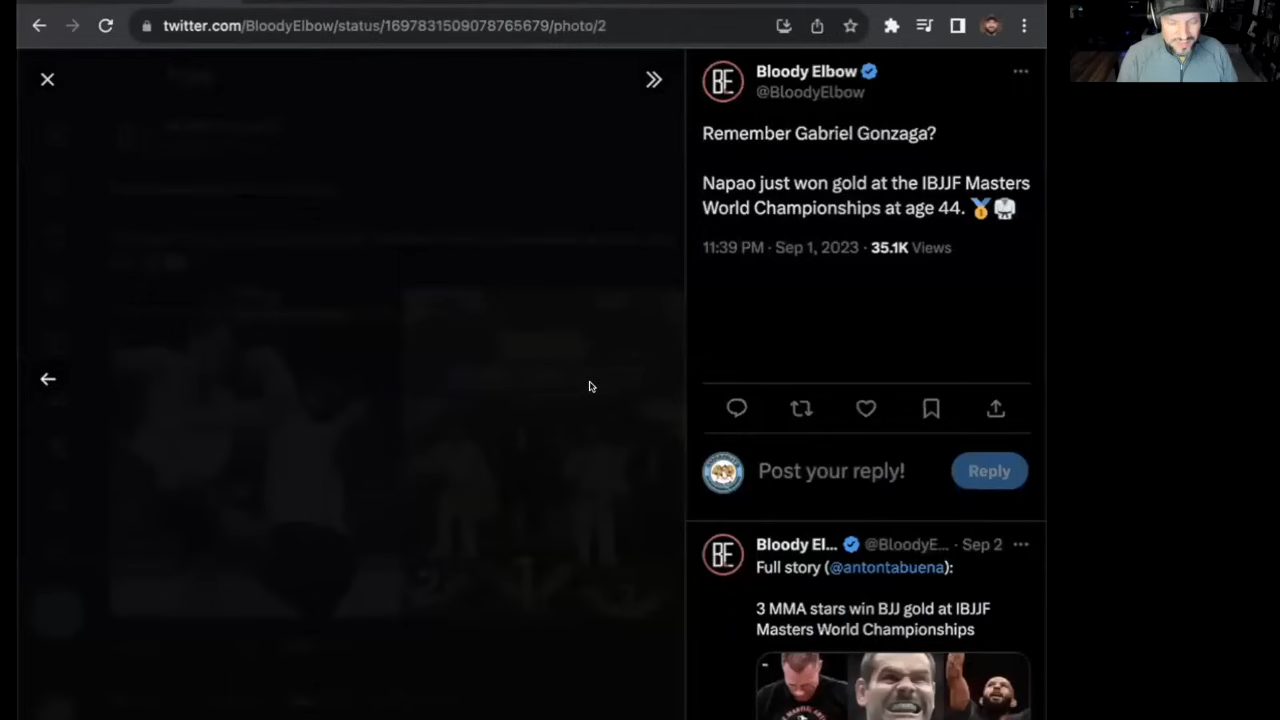 twitter.com/BloodyElbow/status/1697831509078765679/photo/2
BE
Bloody Elbow
@BloodyElbow
Remember Gabriel Gonzaga?
Napao just won gold at the IBJJF Masters
World Championships at age 44. 🥇🥋
11:39 PM · Sep 1, 2023 · 35.1K Views
Post your reply!
Reply
BE
Bloody El... @BloodyE... · Sep 2
Full story (@antontabuena):
3 MMA stars win BJJ gold at IBJJF
Masters World Championships